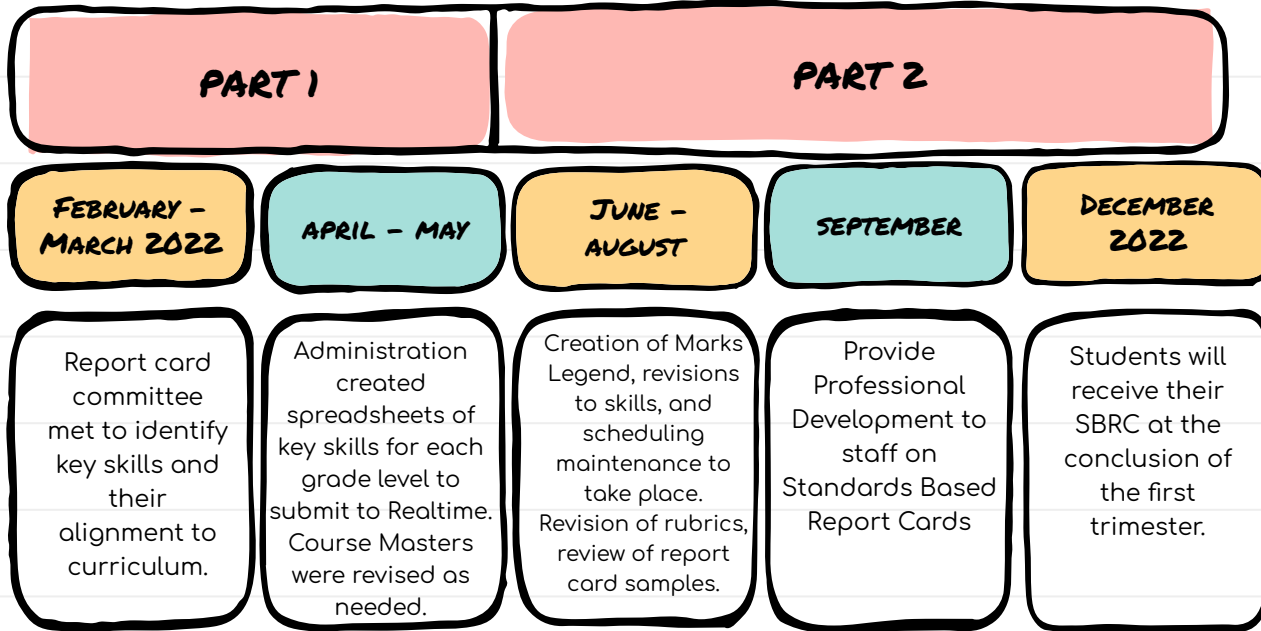 PART 1
PART 2
FEBRUARY -
MARCH 2022
APRIL - MAY
JUNE -
AUGUST
SEPTEMBER
DECEMBER
2022
Report card
committee
met to identify
key skills and
their
alignment to
curriculum.
Administration
created
spreadsheets of
key skills for each
grade level to
submit to Realtime.
Course Masters
were revised as
needed.
Creation of Marks
Legend, revisions
to skills, and
scheduling
maintenance to
take place.
Revision of rubrics,
review of report
card samples.
Provide
Professional
Development to
staff on
Standards Based
Report Cards
Students will
receive their
SBRC at the
conclusion of
the first
trimester.